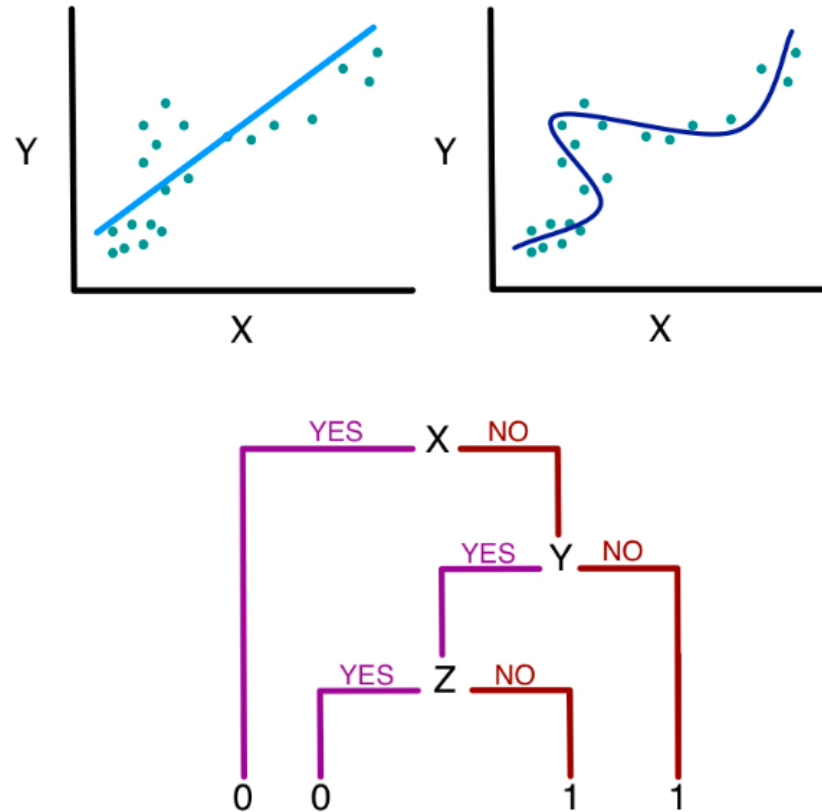 Y
X
Y
X
YES X NO
YES Y NO
YES Z NO
0 0 1 1